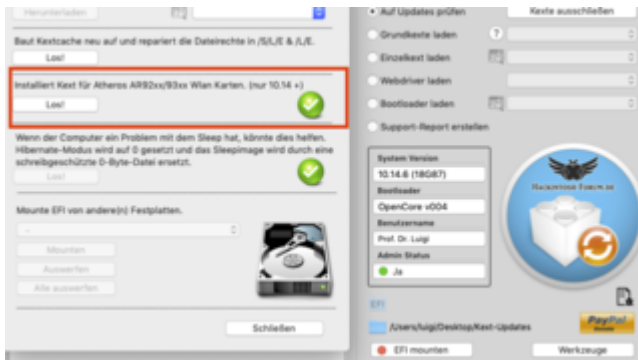 Herunterladen
Baut Kextcache neu auf und repariert die Dateirechte in /S/L/E & /L/E.
Los!
Installiert Kext für Atheros AR92xx/93xx Wlan Karten. (nur 10.14 +)
Los!
Wenn der Computer ein Problem mit dem Sleep hat, könnte dies helfen.
Hibernate-Modus wird auf 0 gesetzt und das Sleepimage wird durch eine
schreibgeschützte 0-Byte-Datei ersetzt.
Los!
Mounte EFI von andere(n) Festplatten.
--
Mounten
Auswerfen
Alle auswerfen
Schließen
Auf Updates prüfen
Kexte ausschließen
Grundkexte laden
?
Einzelkext laden
Webdriver laden
Bootloader laden
Support-Report erstellen
System Version
10.14.6 (18G87)
Bootloader
OpenCore v004
Benutzername
Prof. Dr. Luigi
Admin Status
Ja
Hackintosh-Forum.de
EFI
/Users/luigi/Desktop/Kext-Updates
PayPal
EFI mounten
Werkzeuge